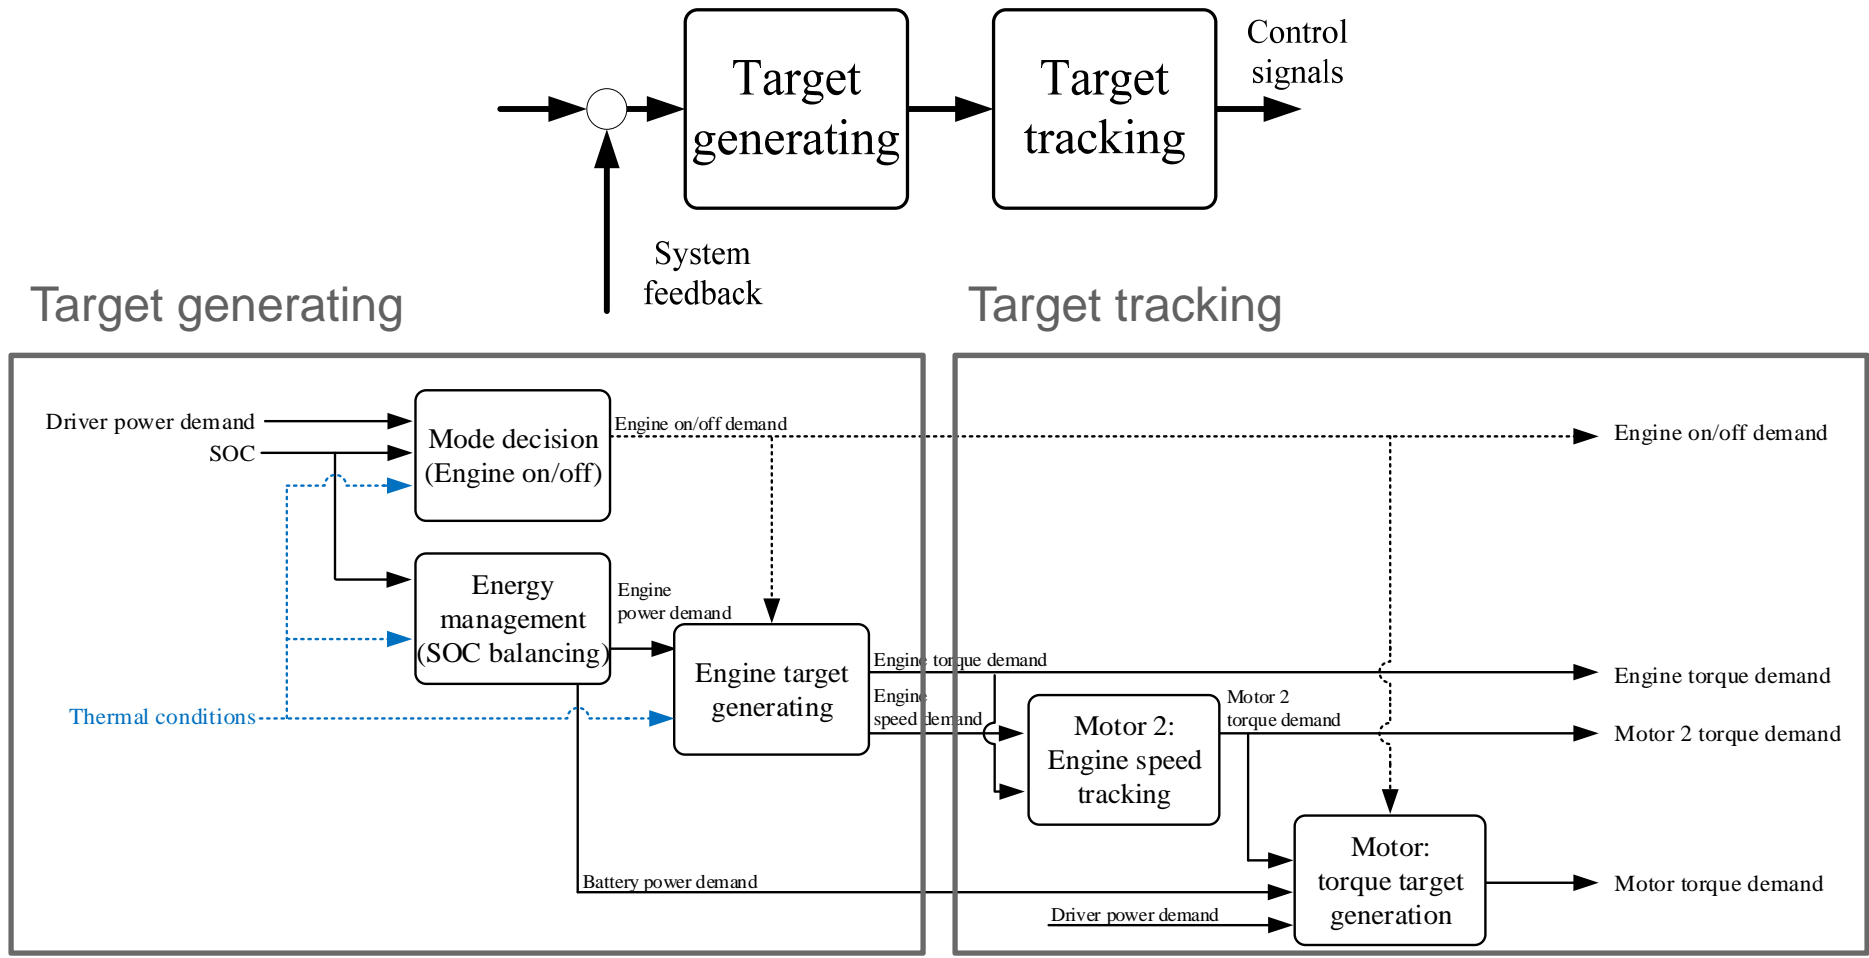 Target
generating
Target
tracking
Control
signals
System
feedback
Target generating
Target tracking
Driver power demand
SOC
Thermal conditions
Mode decision
(Engine on/off)
Engine on/off demand
Energy
management
(SOC balancing)
Engine
power demand
Engine target
generating
Engine torque demand
Engine
speed demand
Battery power demand
Motor 2:
Engine speed
tracking
Motor 2
torque demand
Driver power demand
Motor:
torque target
generation
Engine on/off demand
Engine torque demand
Motor 2 torque demand
Motor torque demand